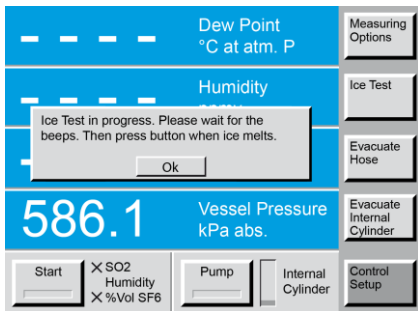 Dew Point
°C at atm. P
Measuring
Options
Humidity
Ice Test
Ice Test in progress. Please wait for the
beeps. Then press button when ice melts.
Ok
Evacuate
Hose
586.1
Vessel Pressure
kPa abs.
Evacuate
Internal
Cylinder
Start
SO2
Humidity
%Vol SF6
Pump
Internal
Cylinder
Control
Setup